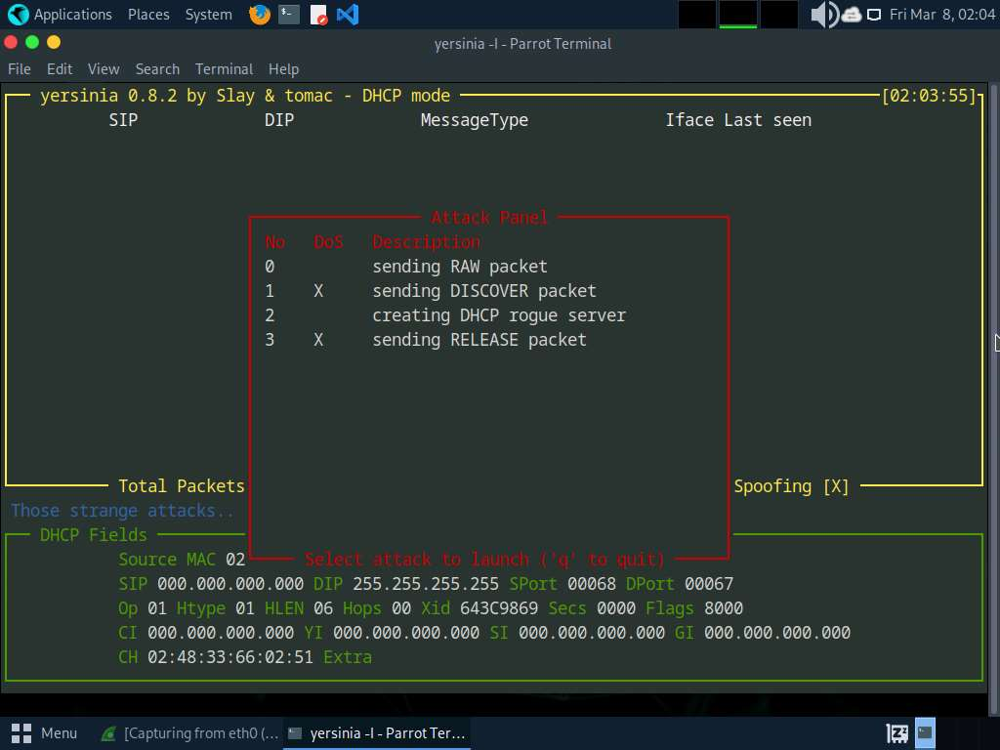 Applications Places System Fri Mar 8, 02:04
yersinia -I - Parrot Terminal
File Edit View Search Terminal Help
yersinia 0.8.2 by Slay & tomac - DHCP mode [02:03:55]
SIP DIP MessageType Iface Last seen
Attack Panel
No DoS Description
0 sending RAW packet
1 X sending DISCOVER packet
2 creating DHCP rogue server
3 X sending RELEASE packet
Total Packets Spoofing [X]
Those strange attacks..
DHCP Fields
Source MAC 02 Select attack to launch ('q' to quit)
SIP 000.000.000.000 DIP 255.255.255.255 SPort 00068 DPort 00067
Op 01 Htype 01 HLEN 06 Hops 00 Xid 643C9869 Secs 0000 Flags 8000
CI 000.000.000.000 YI 000.000.000.000 SI 000.000.000.000 GI 000.000.000.000
CH 02:48:33:66:02:51 Extra
Menu [Capturing from eth0 (... yersinia -I - Parrot Ter...